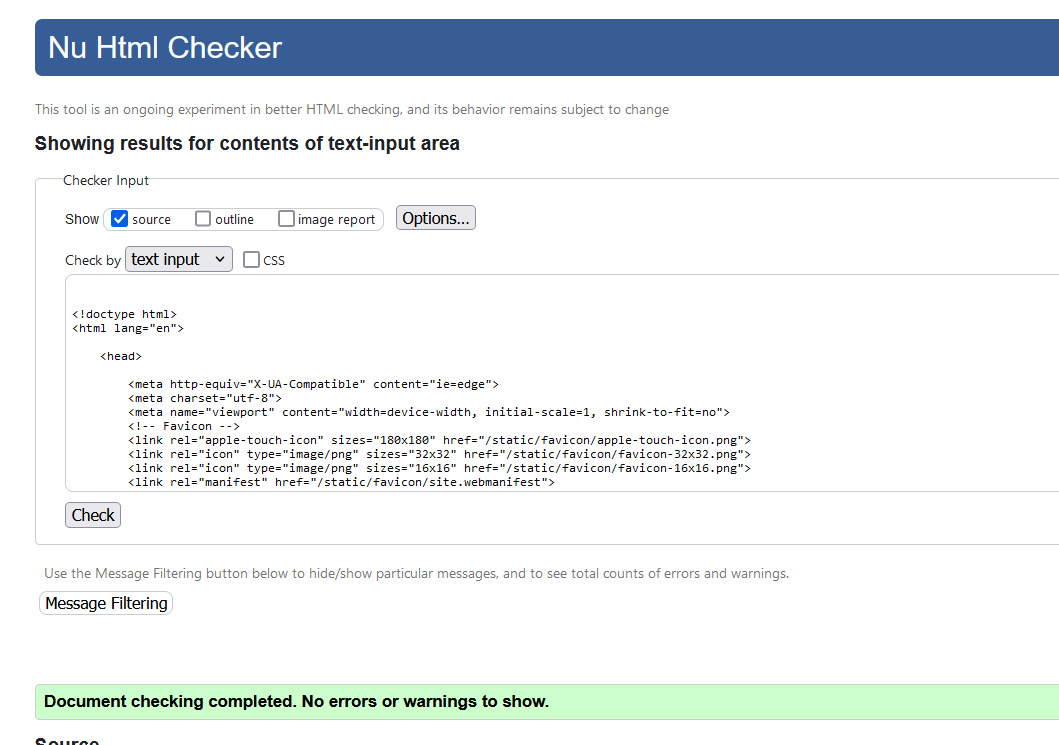 Nu Html Checker
This tool is an ongoing experiment in better HTML checking, and its behavior remains subject to change
Showing results for contents of text-input area
Checker Input
Show source outline image report Options...
Check by text input CSS
<!doctype html>
<html lang="en">
<head>
<meta http-equiv="X-UA-Compatible" content="ie=edge">
<meta charset="utf-8">
<meta name="viewport" content="width=device-width, initial-scale=1, shrink-to-fit=no">
<!-- Favicon -->
<link rel="apple-touch-icon" sizes="180x180" href="/static/favicon/apple-touch-icon.png">
<link rel="icon" type="image/png" sizes="32x32" href="/static/favicon/favicon-32x32.png">
<link rel="icon" type="image/png" sizes="16x16" href="/static/favicon/favicon-16x16.png">
<link rel="manifest" href="/static/favicon/site.webmanifest">
Check
Use the Message Filtering button below to hide/show particular messages, and to see total counts of errors and warnings.
Message Filtering
Document checking completed. No errors or warnings to show.
Source